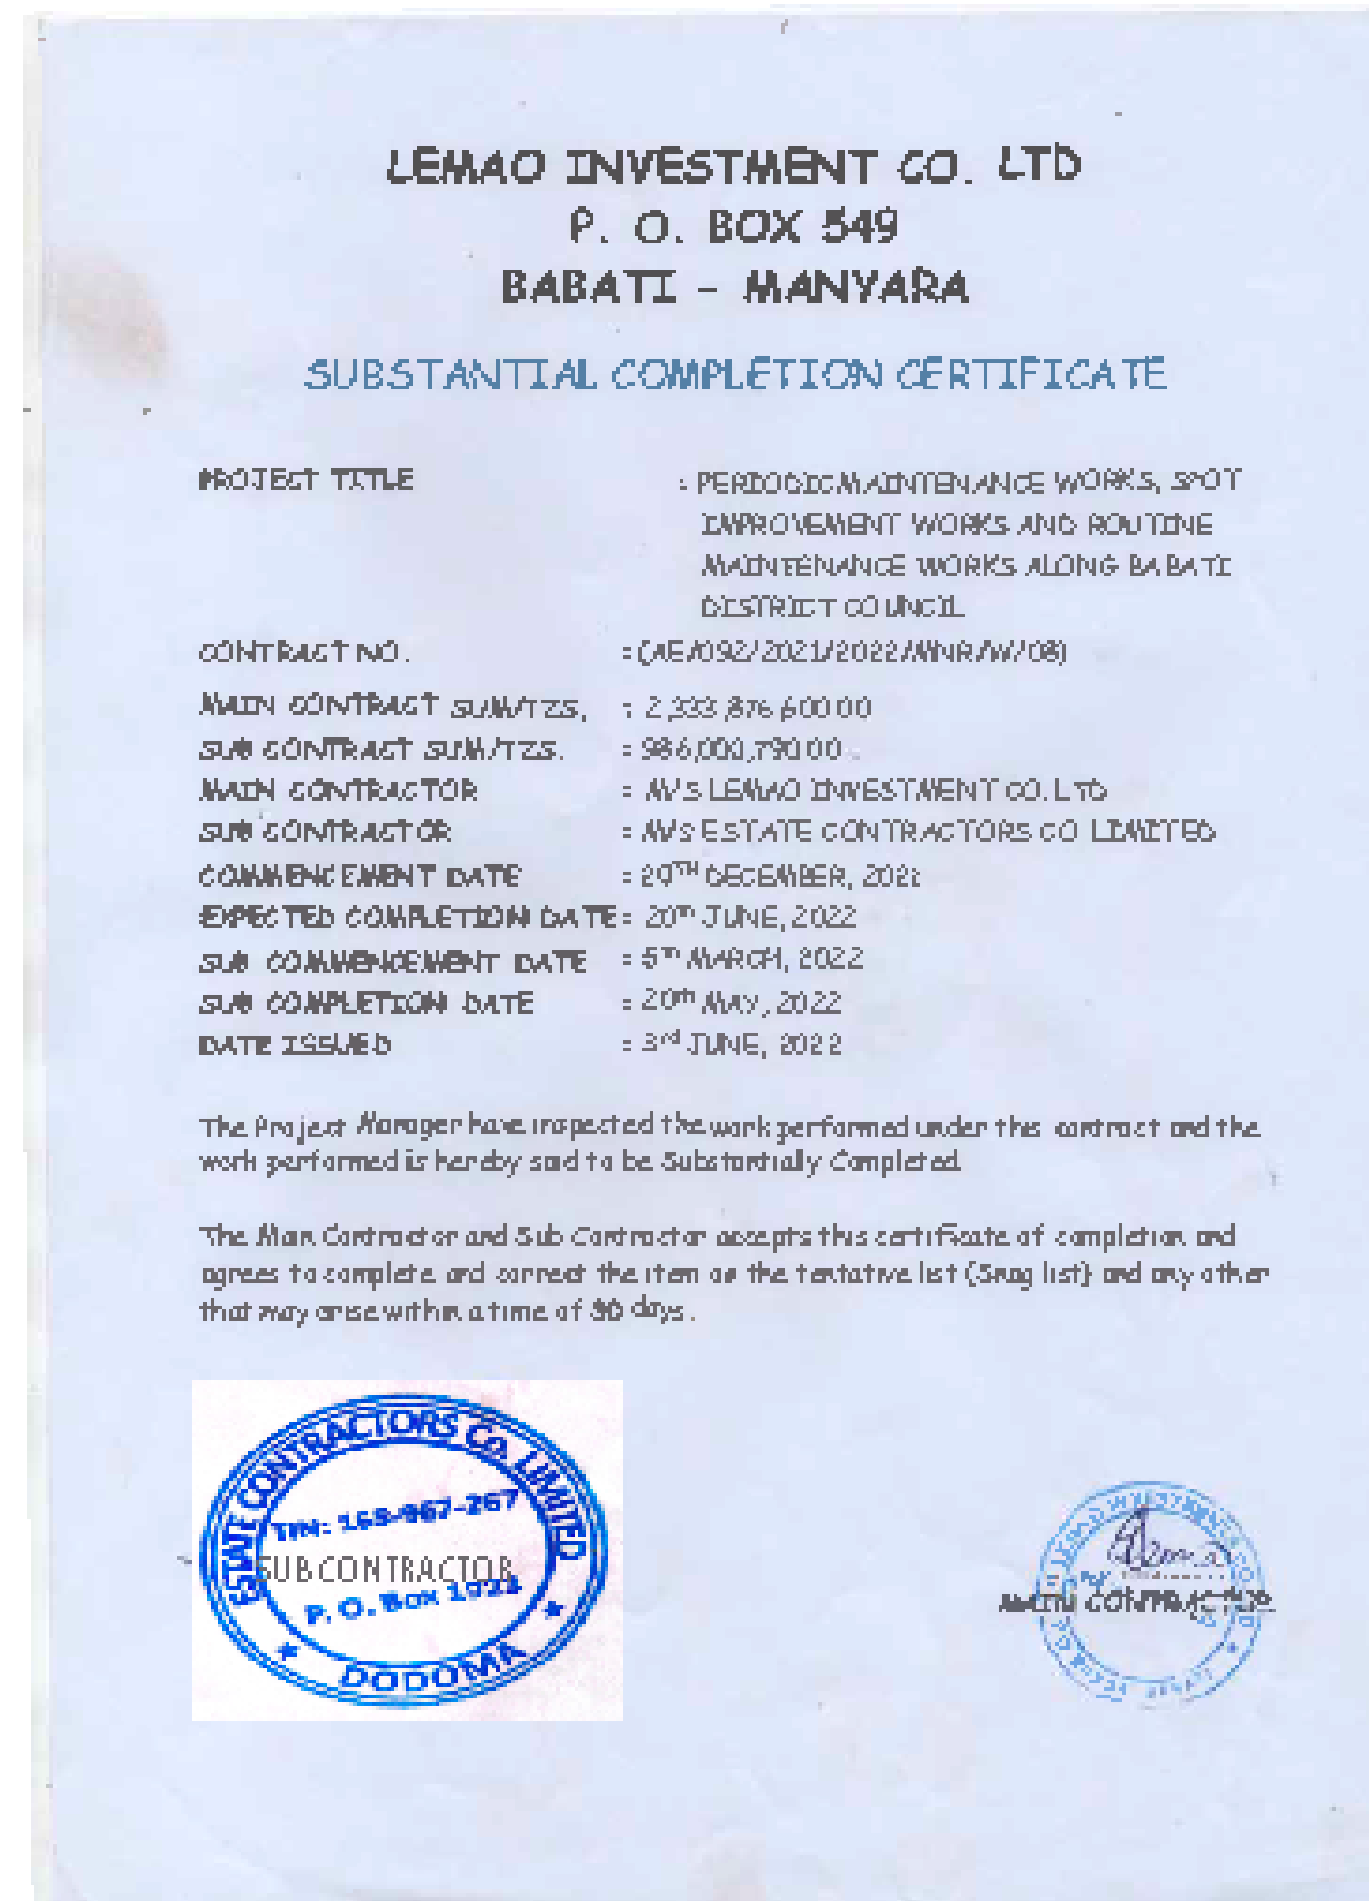 LEMAO INVESTMENT CO. LTD
P. O. BOX 549
BABATI - MANYARA
SUBSTANTIAL COMPLETION CERTIFICATE
PROJECT TITLE : PERIODIC MAINTENANCE WORKS, SPOT
IMPROVEMENT WORKS AND ROUTINE
MAINTENANCE WORKS ALONG BABATI
DISTRICT COUNCIL
CONTRACT NO. : (AE/092/2021/2022/MNR/W/08)
MAIN CONTRACT SUM/TZS. : 2,333,876,600.00
SUB CONTRACT SUM/TZS. : 986,000,790.00
MAIN CONTRACTOR : M/S LEMAO INVESTMENT CO. LTD
SUB CONTRACTOR : M/S ESTATE CONTRACTORS CO LIMITED
COMMENCEMENT DATE : DECEMBER,
EXPECTED COMPLETION DATE : 20th JUNE, 2022
SUB COMMENCEMENT DATE : 5TH MARCH, 2022
SUB COMPLETION DATE : 20th MAY, 2022
DATE ISSUED : 3rd JUNE, 2022
The Project Manager have inspected the work performed under this contract and the
work performed is hereby said to be Substantially Completed.
The Main Contractor and Sub Contractor accepts this certificate of completion and
agrees to complete and correct the item on the tentative list (Snag list) and any other
that may arise within a time of 30 days.
ESTATE CONTRACTORS CO. LIMITED
TIN: 168-967-267
SUB CONTRACTOR
P. O. BOX
DODOMA
MAIN CONTRACTOR